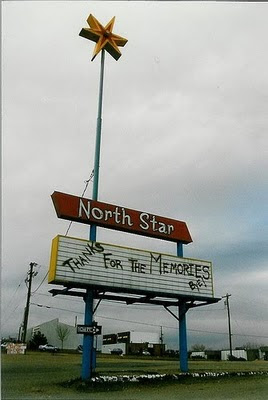 North Star
THANKS FOR THE MEMORIES
BYE!